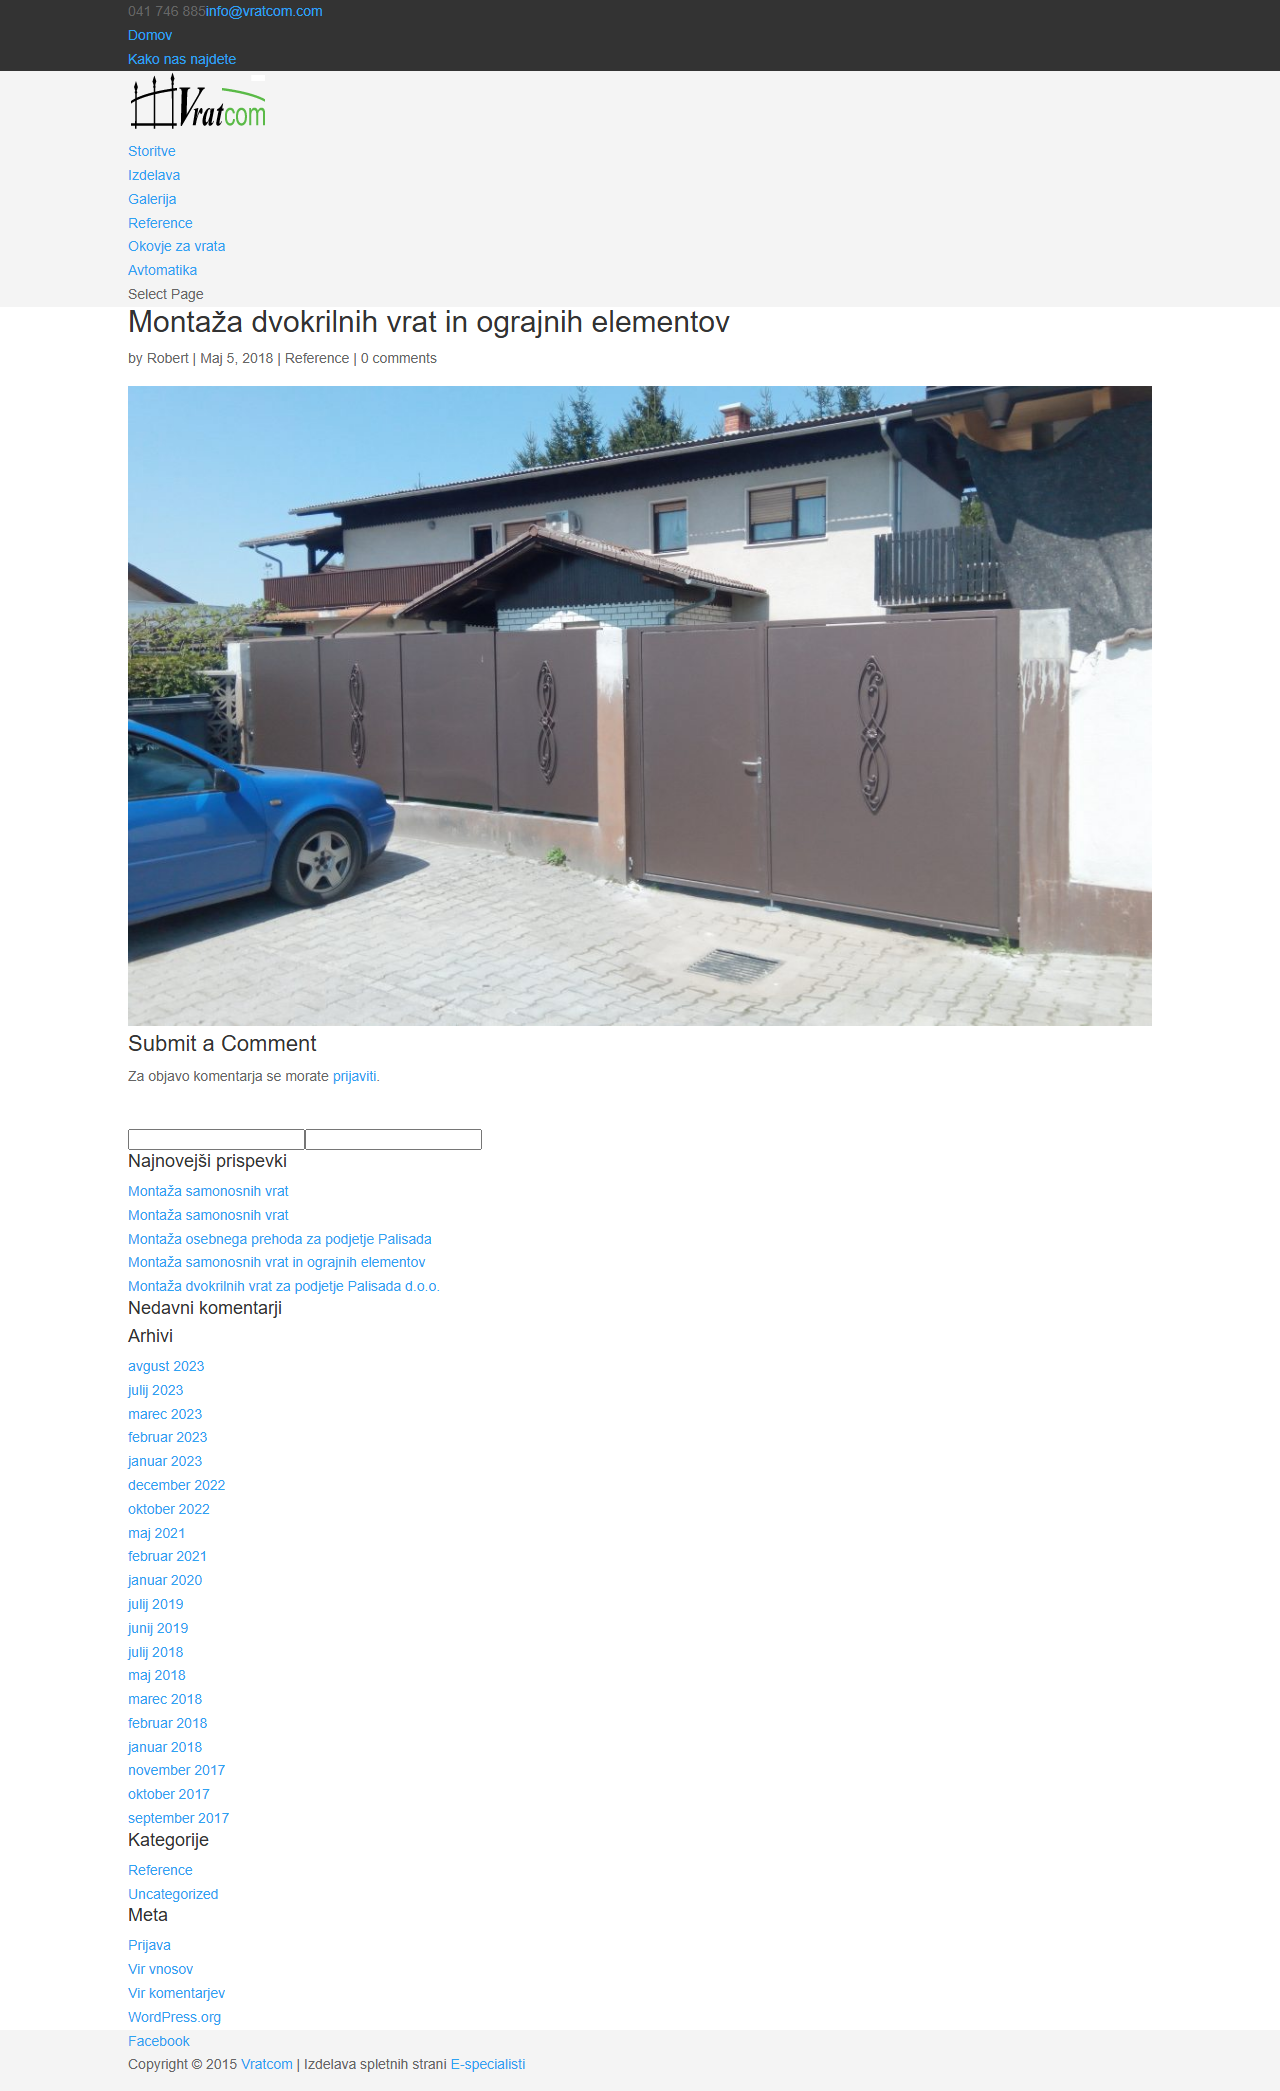 041 746 885info@vratcom.com
Domov
Kako nas najdete
Vratcom
Storitve
Izdelava
Galerija
Reference
Okovje za vrata
Avtomatika
Select Page
Montaža dvokrilnih vrat in ograjnih elementov
by Robert | Maj 5, 2018 | Reference | 0 comments
Submit a Comment
Za objavo komentarja se morate prijaviti.
Najnovejši prispevki
Montaža samonosnih vrat
Montaža samonosnih vrat
Montaža osebnega prehoda za podjetje Palisada
Montaža samonosnih vrat in ograjnih elementov
Montaža dvokrilnih vrat za podjetje Palisada d.o.o.
Nedavni komentarji
Arhivi
avgust 2023
julij 2023
marec 2023
februar 2023
januar 2023
december 2022
oktober 2022
maj 2021
februar 2021
januar 2020
julij 2019
junij 2019
julij 2018
maj 2018
marec 2018
februar 2018
januar 2018
november 2017
oktober 2017
september 2017
Kategorije
Reference
Uncategorized
Meta
Prijava
Vir vnosov
Vir komentarjev
WordPress.org
Facebook
Copyright © 2015 Vratcom | Izdelava spletnih strani E-specialisti